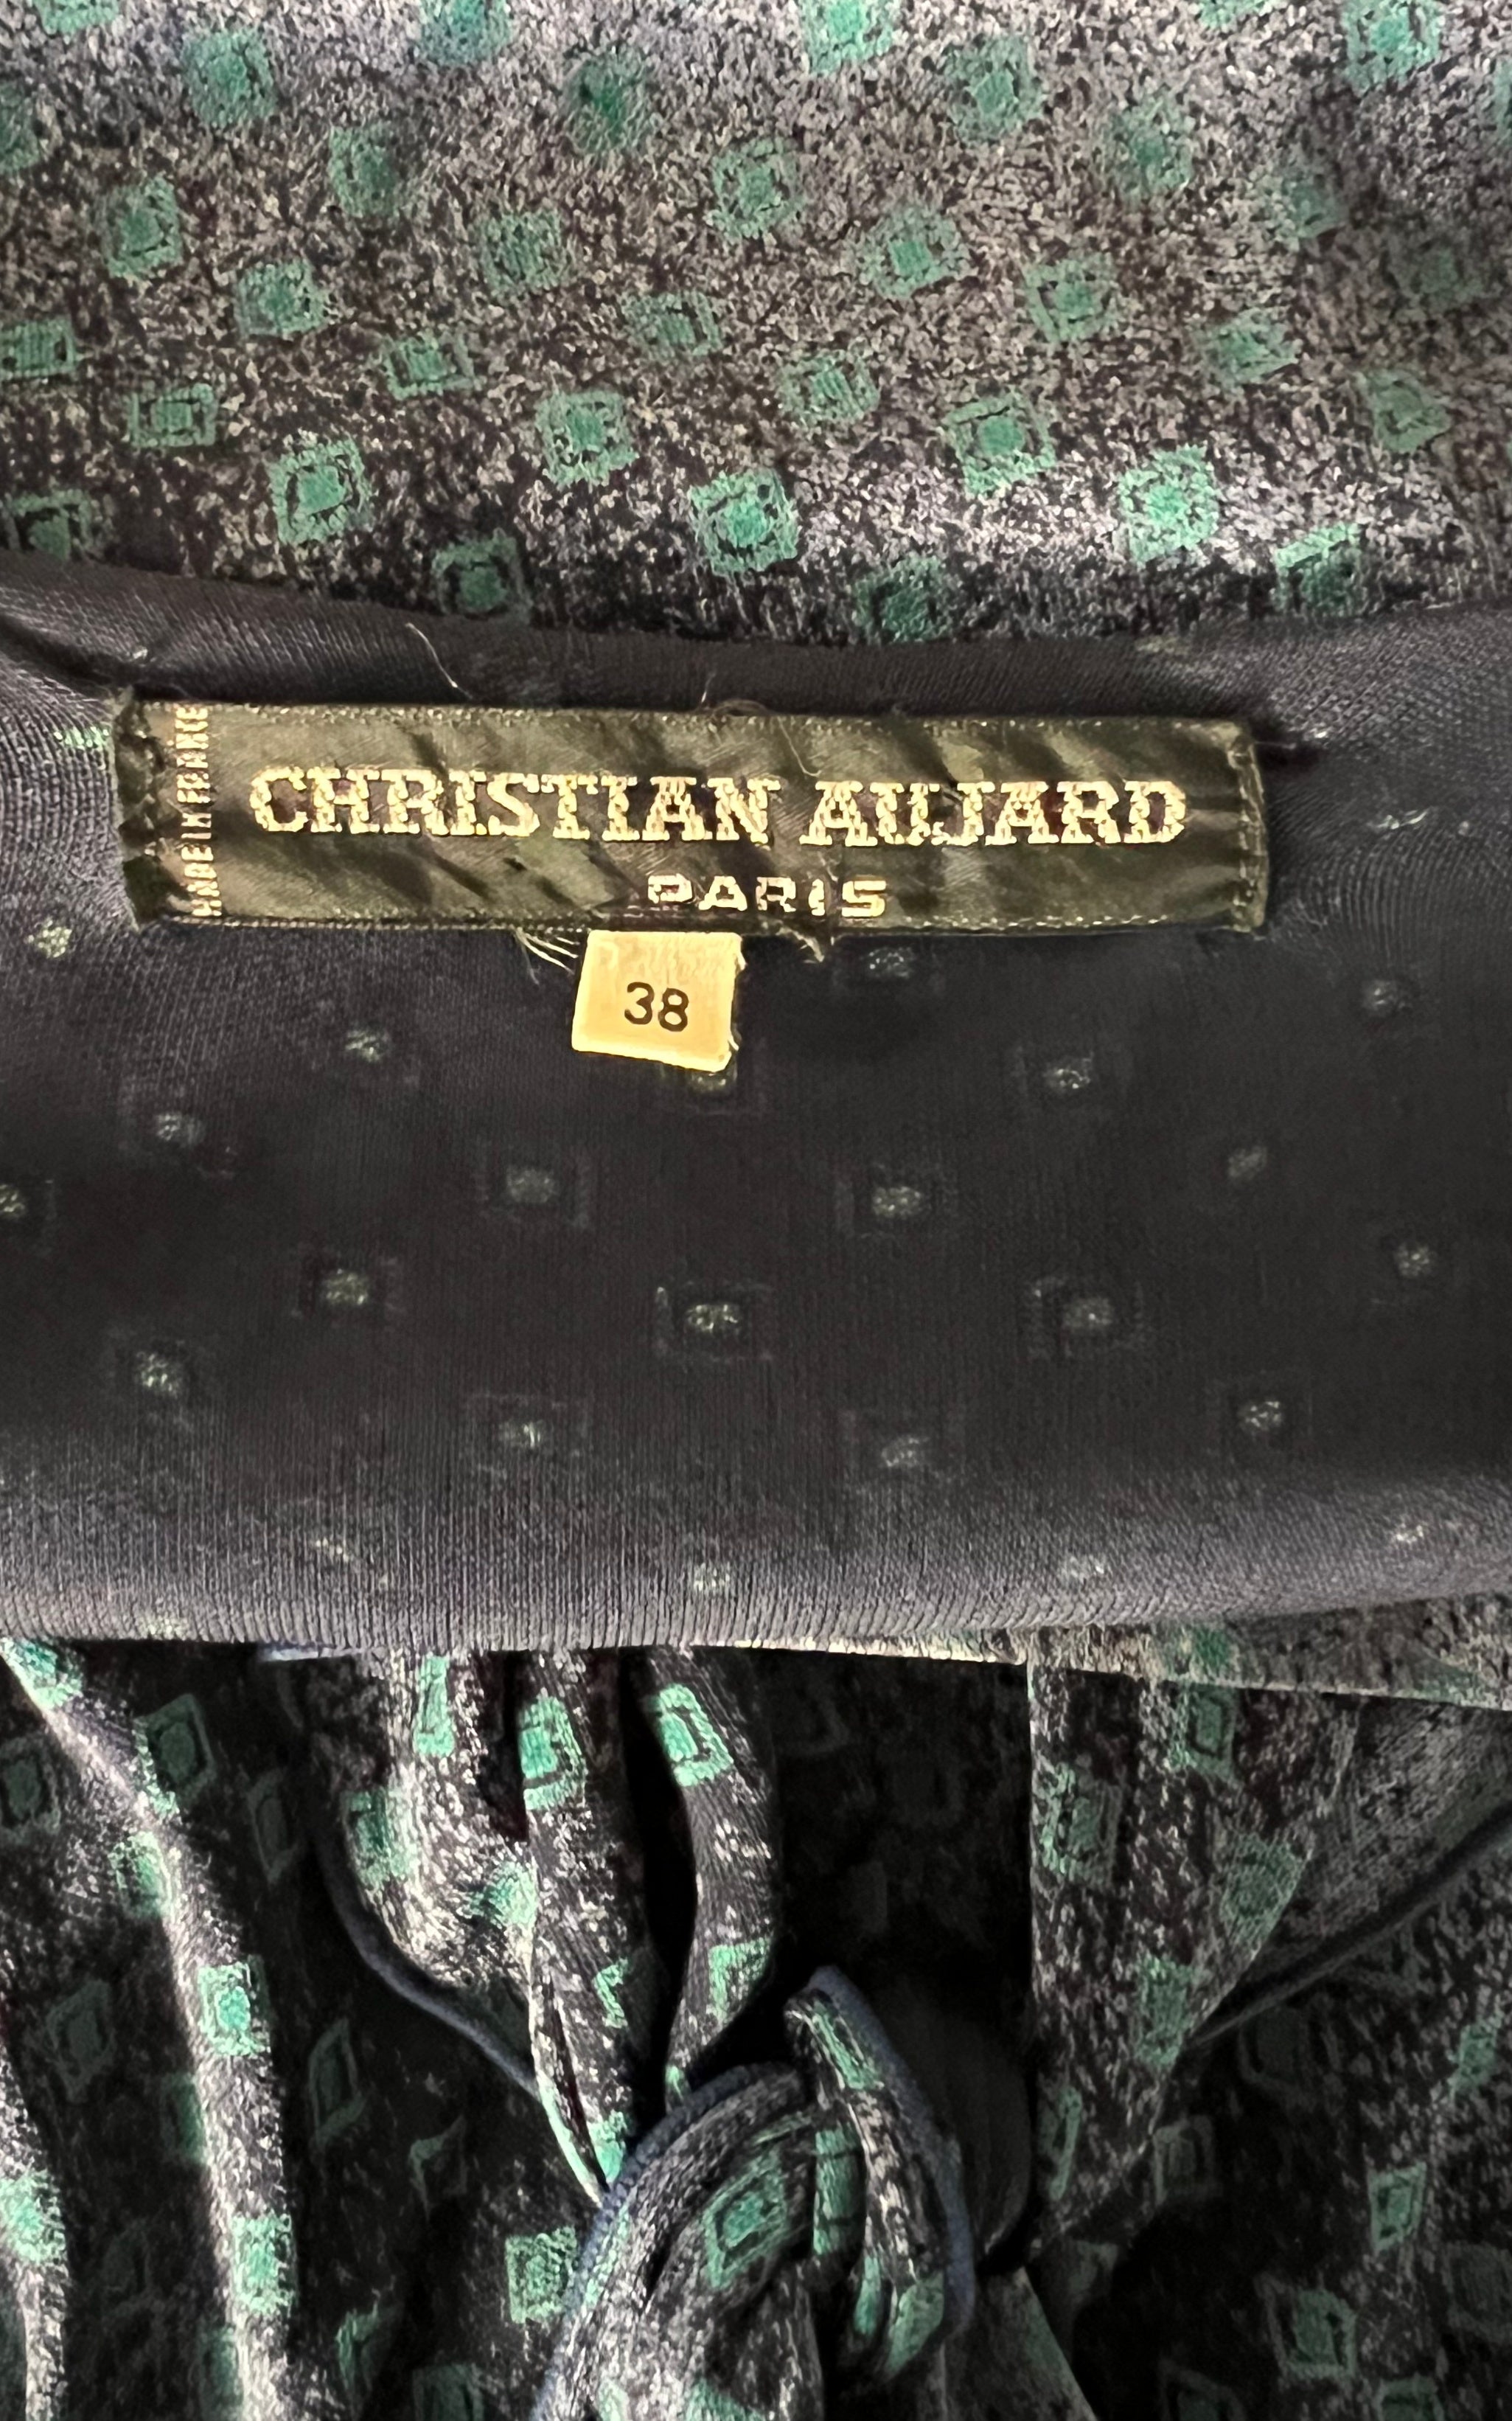 MADE IN FRANCE
CHRISTIAN AUJARD
PARIS
38